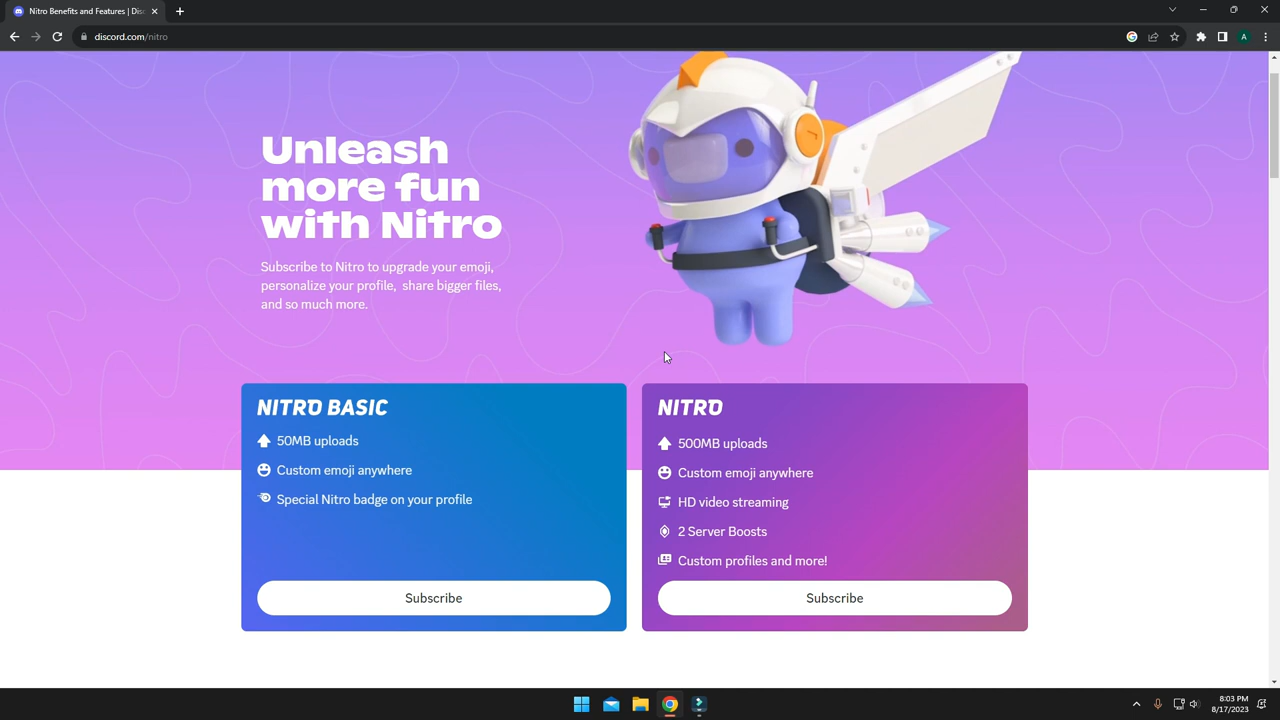 Nitro Benefits and Features | Disc
discord.com/nitro
A
Unleash
more fun
with Nitro
Subscribe to Nitro to upgrade your emoji,
personalize your profile, share bigger files,
and so much more.
NITRO BASIC
50MB uploads
Custom emoji anywhere
Special Nitro badge on your profile
Subscribe
NITRO
500MB uploads
Custom emoji anywhere
HD video streaming
2 Server Boosts
Custom profiles and more!
Subscribe
8:03 PM
8/17/2023